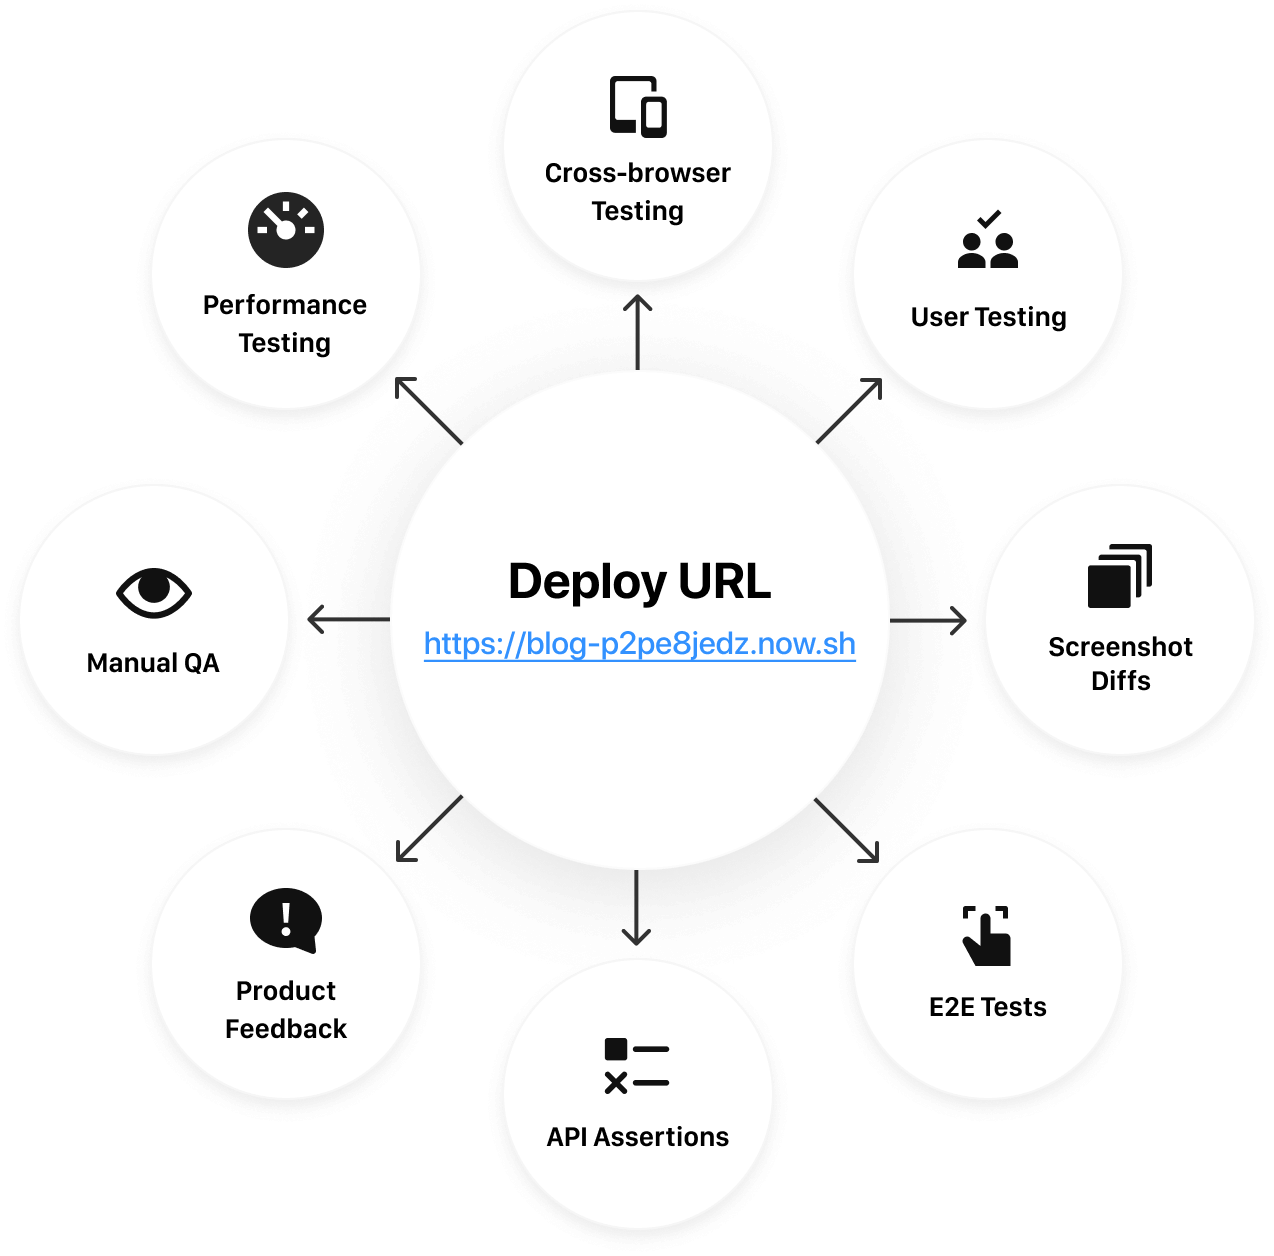 Cross-browser
Testing
Performance
Testing
User Testing
Deploy URL
https://blog-p2pe8jedz.now.sh
Manual QA
Screenshot
Diffs
Product
Feedback
E2E Tests
API Assertions